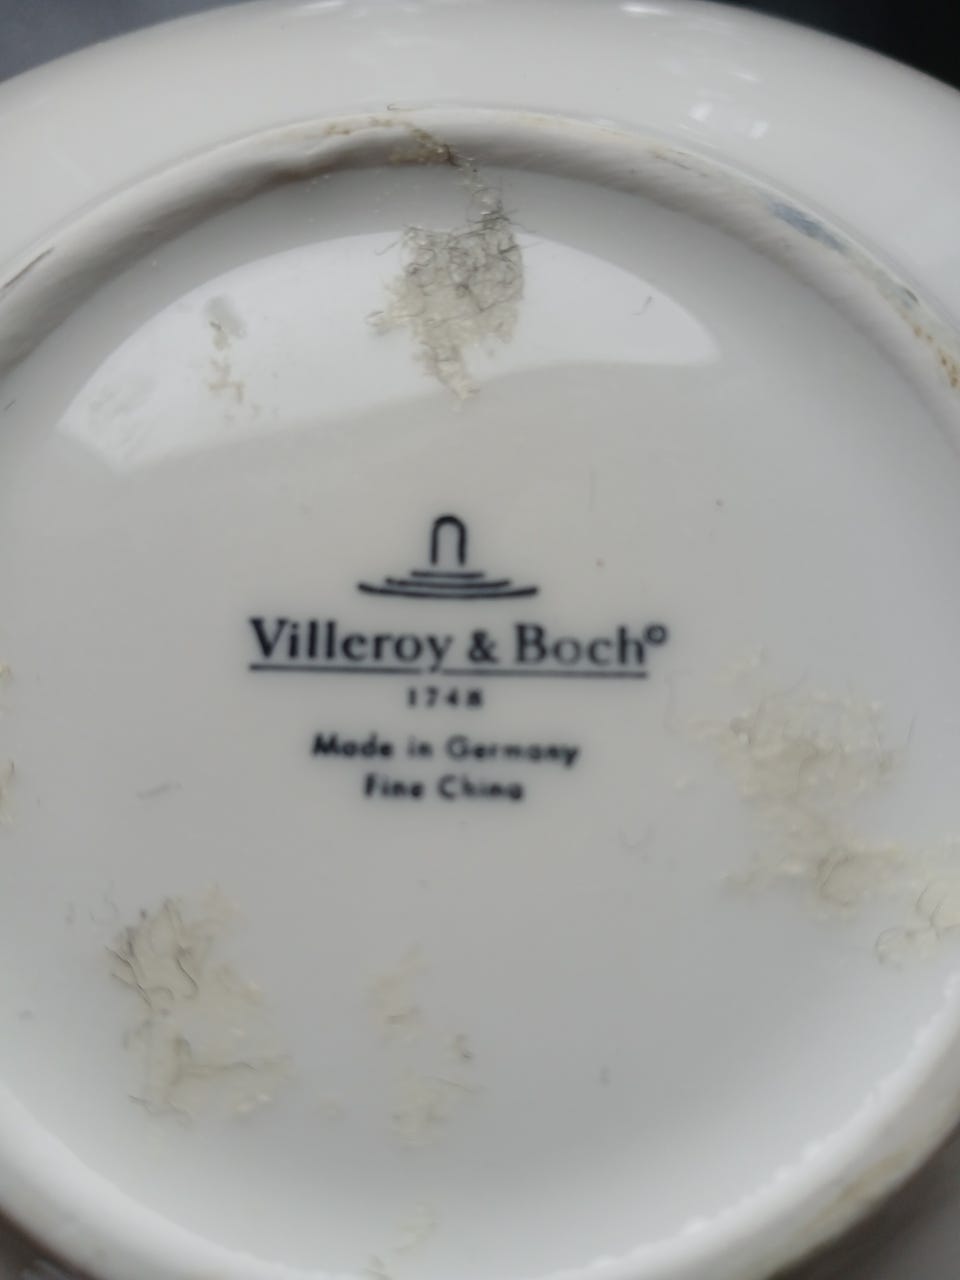 Villeroy & Boch©
1748
Made in Germany
Fine China